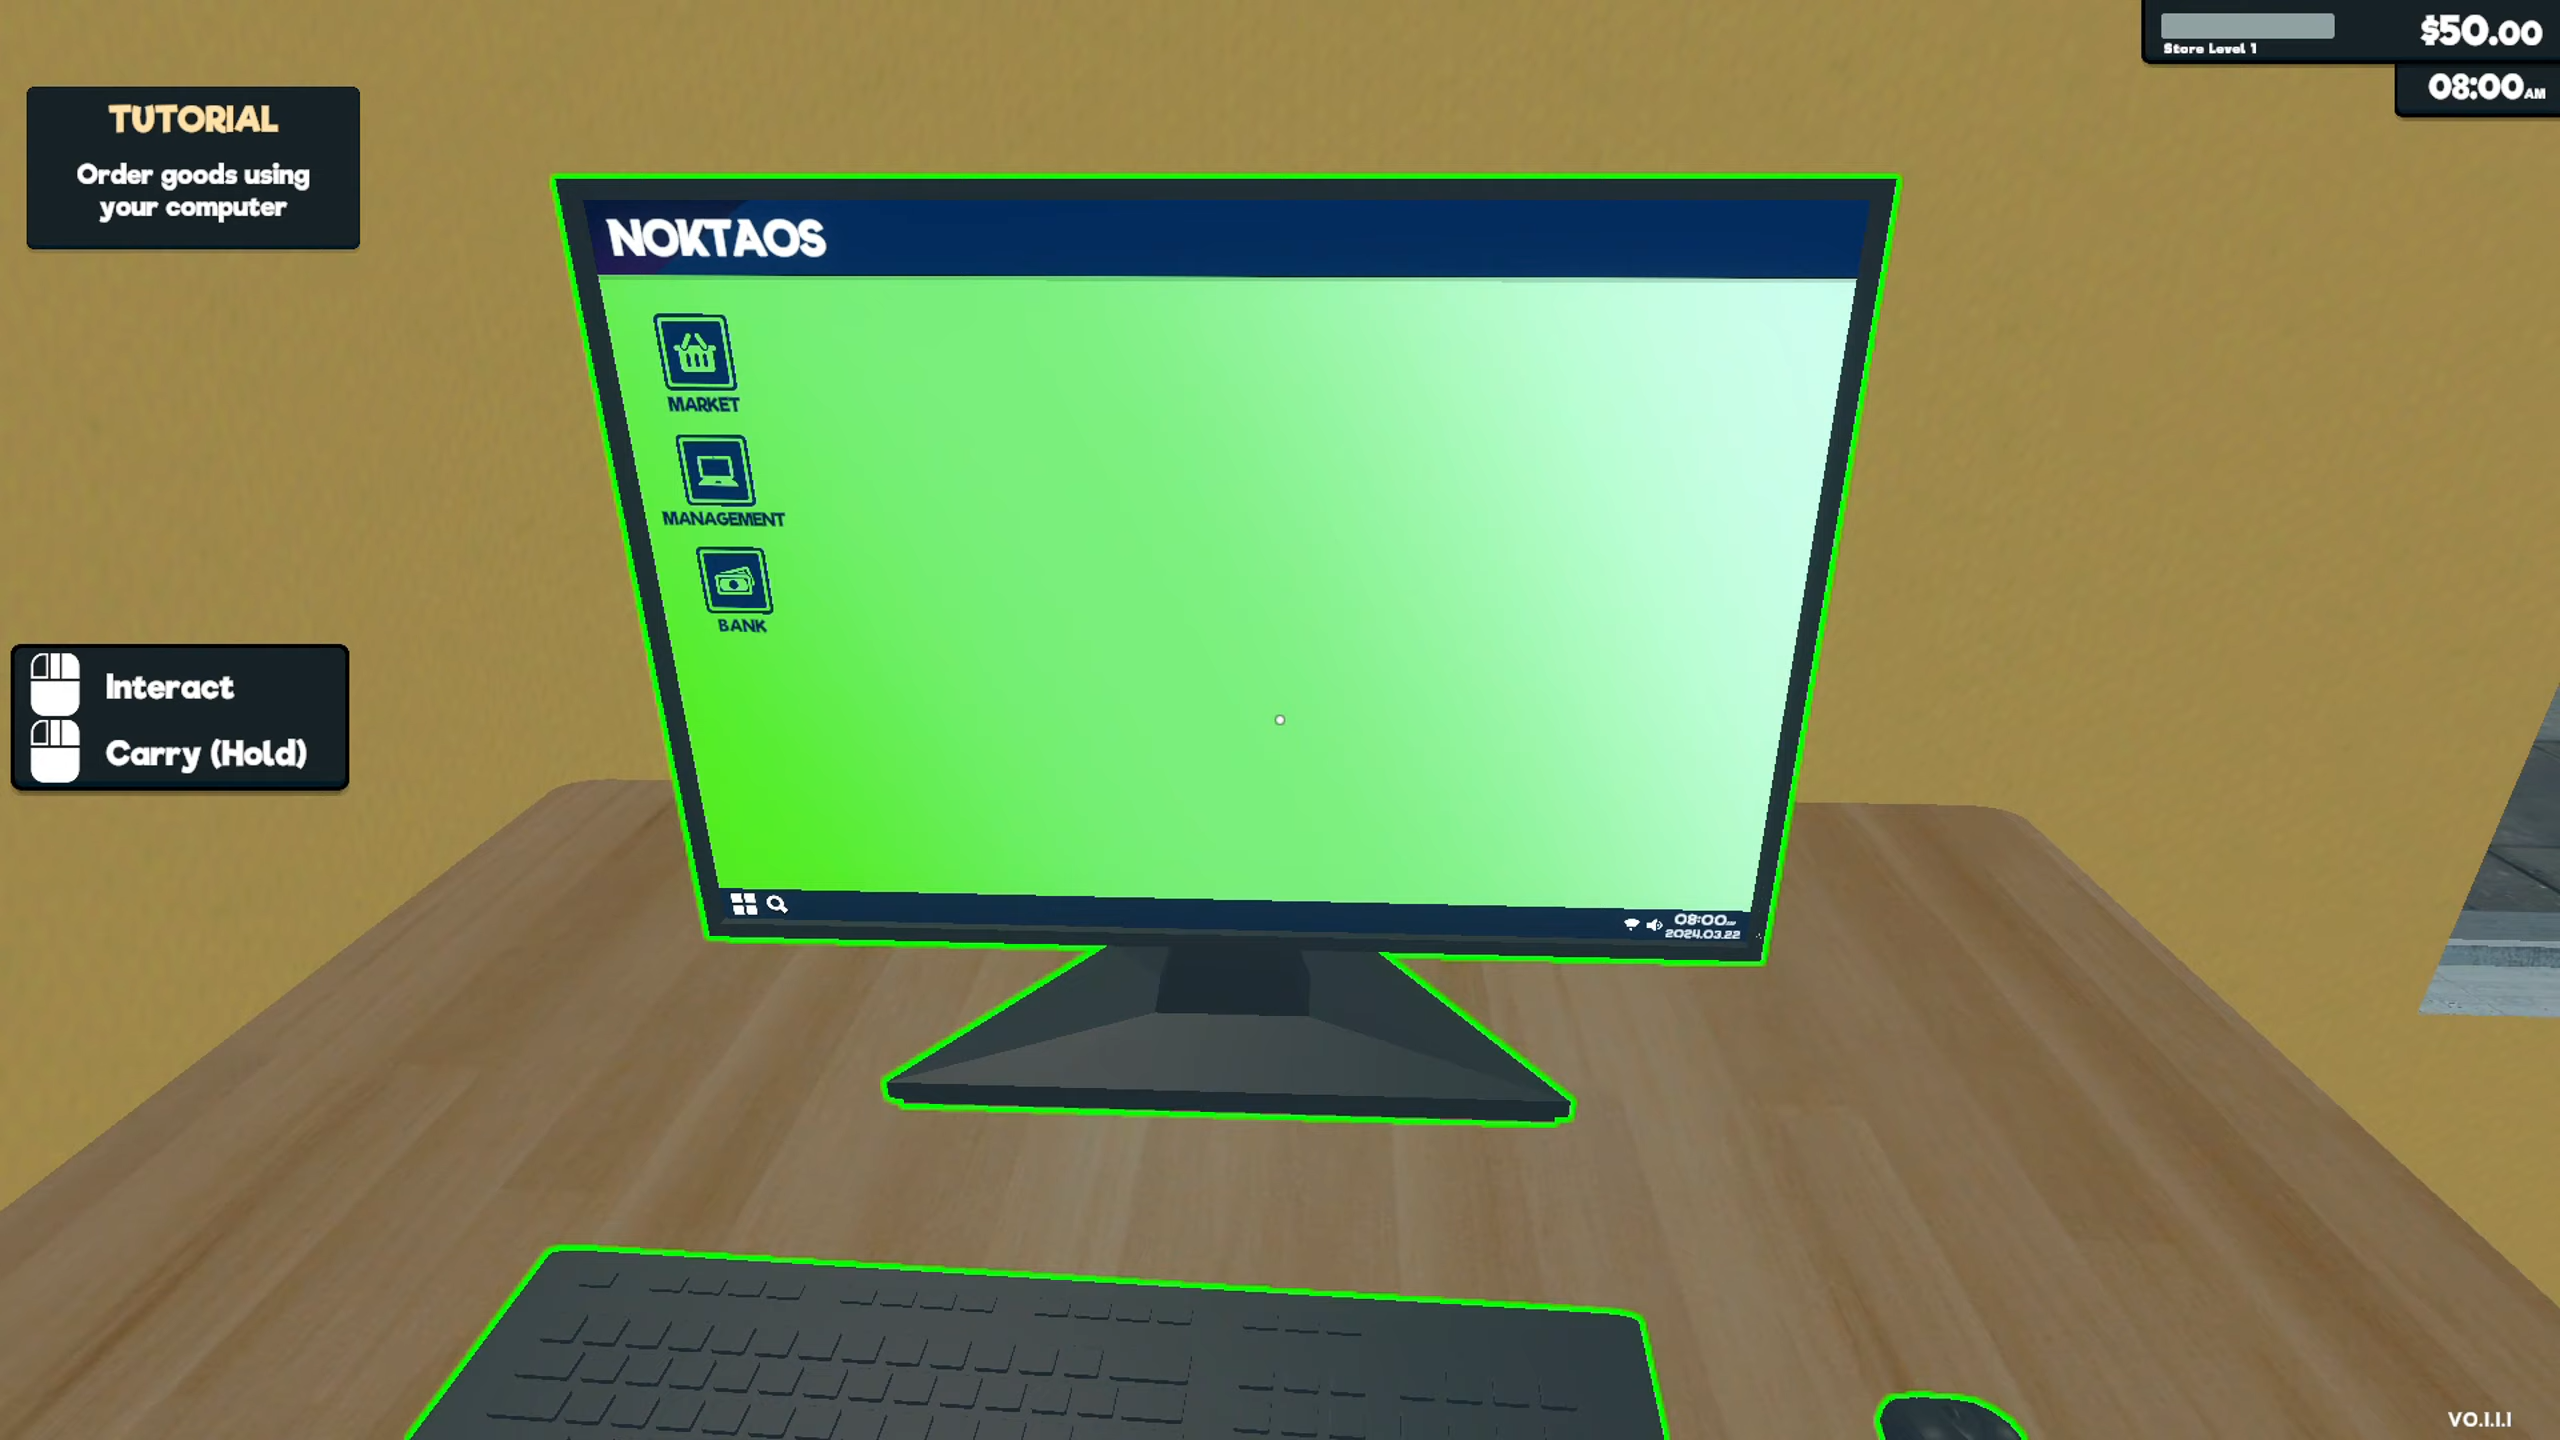 $50.00
Store Level 1
08:00AM
TUTORIAL
Order goods using
your computer
NOKTAOS
MARKET
MANAGEMENT
BANK
Interact
Carry (Hold)
08:00AM
2024.03.22
V0.1.1.1